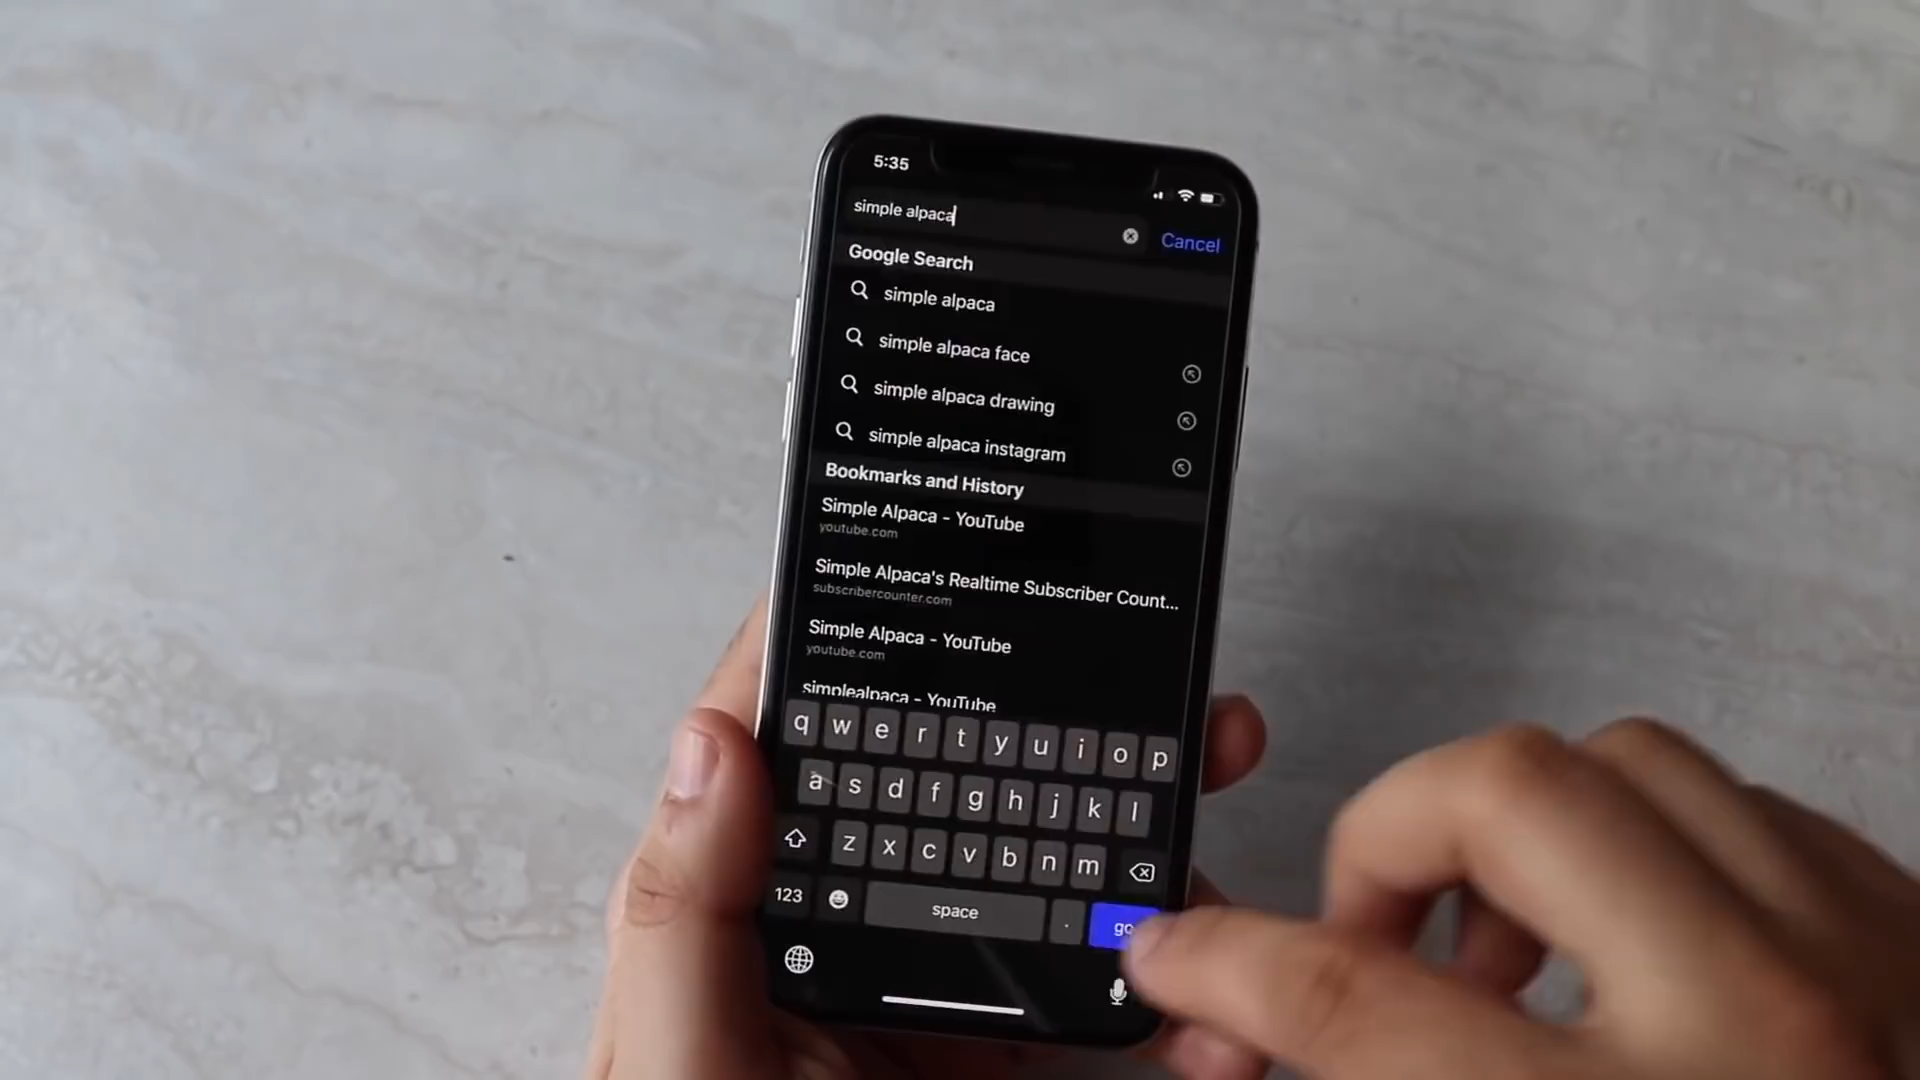 5:35
simple alpaca
Cancel
Google Search
simple alpaca
simple alpaca face
simple alpaca drawing
simple alpaca instagram
Bookmarks and History
Simple Alpaca - YouTube
youtube.com
Simple Alpaca's Realtime Subscriber Count...
subscribercounter.com
Simple Alpaca - YouTube
youtube.com
simplealpaca - YouTube
q w e r t y u i o p
a s d f g h j k l
z x c v b n m
123 space . go